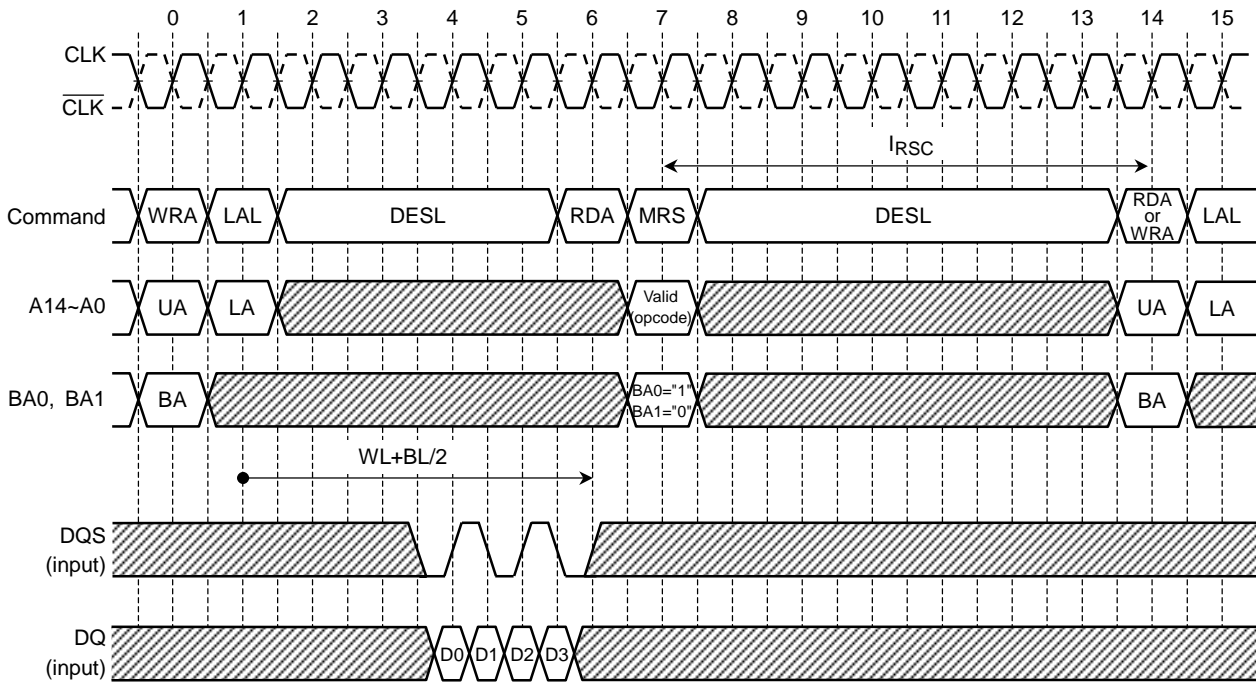 0 1 2 3 4 5 6 7 8 9 10 11 12 13 14 15
CLK
CLK
IRSC
Command WRA LAL DESL RDA MRS DESL RDA or WRA LAL
A14~A0 UA LA Valid (opcode) UA LA
BA0, BA1 BA BA0="1" BA1="0" BA
WL+BL/2
DQS
(input)
DQ D0 D1 D2 D3
(input)